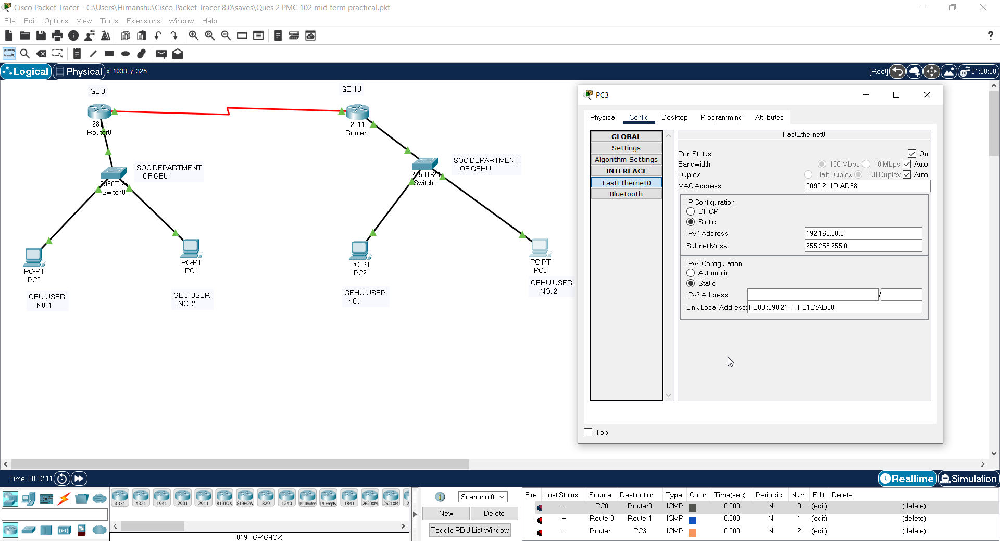 Cisco Packet Tracer - C:\Users\Himanshu\Cisco Packet Tracer 8.0\saves\Ques 2 PMC 102 mid term practical.pkt
File Edit Options View Tools Extensions Window Help
?
Logical Physical x: 1033, y: 325 [Root] 01:08:00
GEU
2811
Router0
SOC DEPARTMENT
OF GEU
2950T-24
Switch0
PC-PT
PC0
GEU USER
N0. 1
PC-PT
PC1
GEU USER
NO. 2
GEHU
2811
Router1
SOC DEPARTMENT
OF GEHU
2950T-24
Switch1
PC-PT
PC2
GEHU USER
NO.1
PC-PT
PC3
GEHU USER
NO, 2
PC3
Physical Config Desktop Programming Attributes
GLOBAL
Settings
Algorithm Settings
INTERFACE
FastEthernet0
Bluetooth
FastEthernet0
Port Status On
Bandwidth 100 Mbps 10 Mbps Auto
Duplex Half Duplex Full Duplex Auto
MAC Address 0090.211D.AD58
IP Configuration
DHCP
Static
IPv4 Address 192.168.20.3
Subnet Mask 255.255.255.0
IPv6 Configuration
Automatic
Static
IPv6 Address /
Link Local Address: FE80::290:21FF:FE1D:AD58
Top
Time: 00:02:11 Realtime Simulation
4331 4321 1941 2901 2911 819IOX 819HGW 829 1240 PT-Router PT-Empty 1841 2620XM 2621XM 2
819HG-4G-IOX
1 Scenario 0
New Delete
Toggle PDU List Window
Fire Last Status Source Destination Type Color Time(sec) Periodic Num Edit Delete
– PC0 Router0 ICMP 0.000 N 0 (edit) (delete)
– Router0 Router1 ICMP 0.000 N 1 (edit) (delete)
– Router1 PC3 ICMP 0.000 N 2 (edit) (delete)